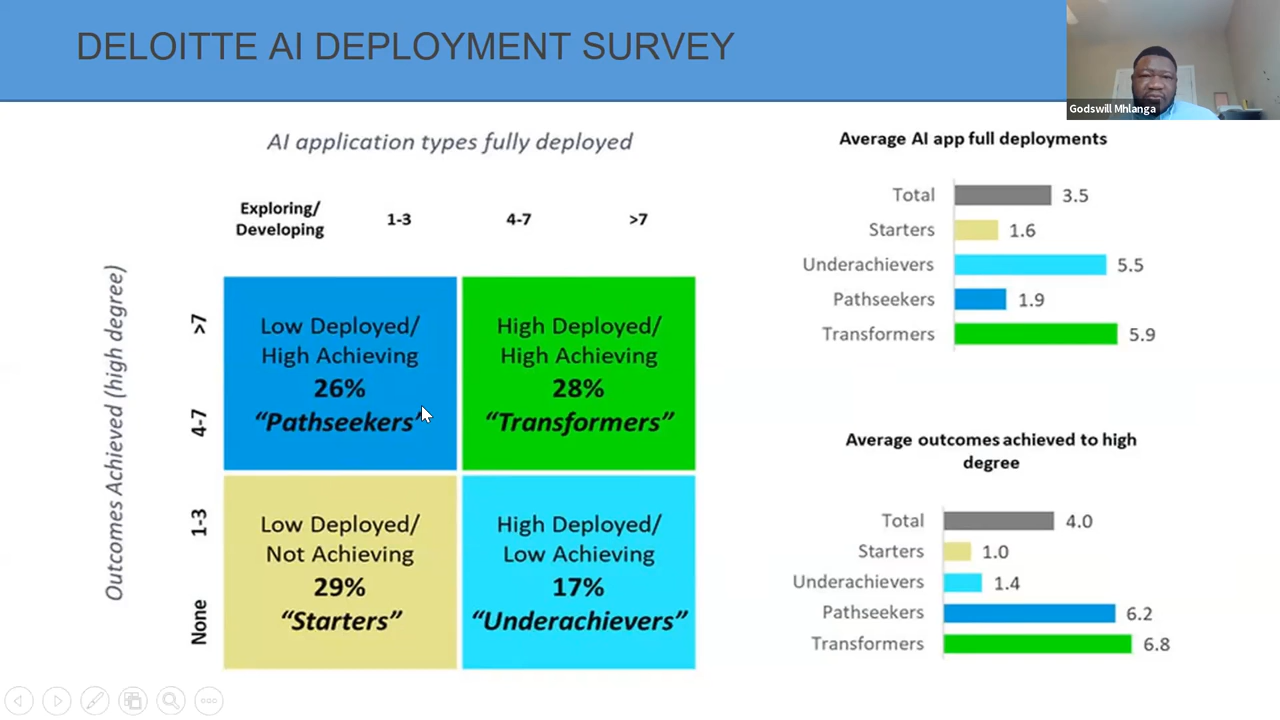 DELOITTE AI DEPLOYMENT SURVEY
Godswill Mhlanga
AI application types fully deployed
Exploring/
Developing
1-3
4-7
>7
Outcomes Achieved (high degree)
>7
4-7
1-3
None
Low Deployed/
High Achieving
26%
“Pathseekers”
High Deployed/
High Achieving
28%
“Transformers”
Low Deployed/
Not Achieving
29%
“Starters”
High Deployed/
Low Achieving
17%
“Underachievers”
Average AI app full deployments
Total 3.5
Starters 1.6
Underachievers 5.5
Pathseekers 1.9
Transformers 5.9
Average outcomes achieved to high
degree
Total 4.0
Starters 1.0
Underachievers 1.4
Pathseekers 6.2
Transformers 6.8